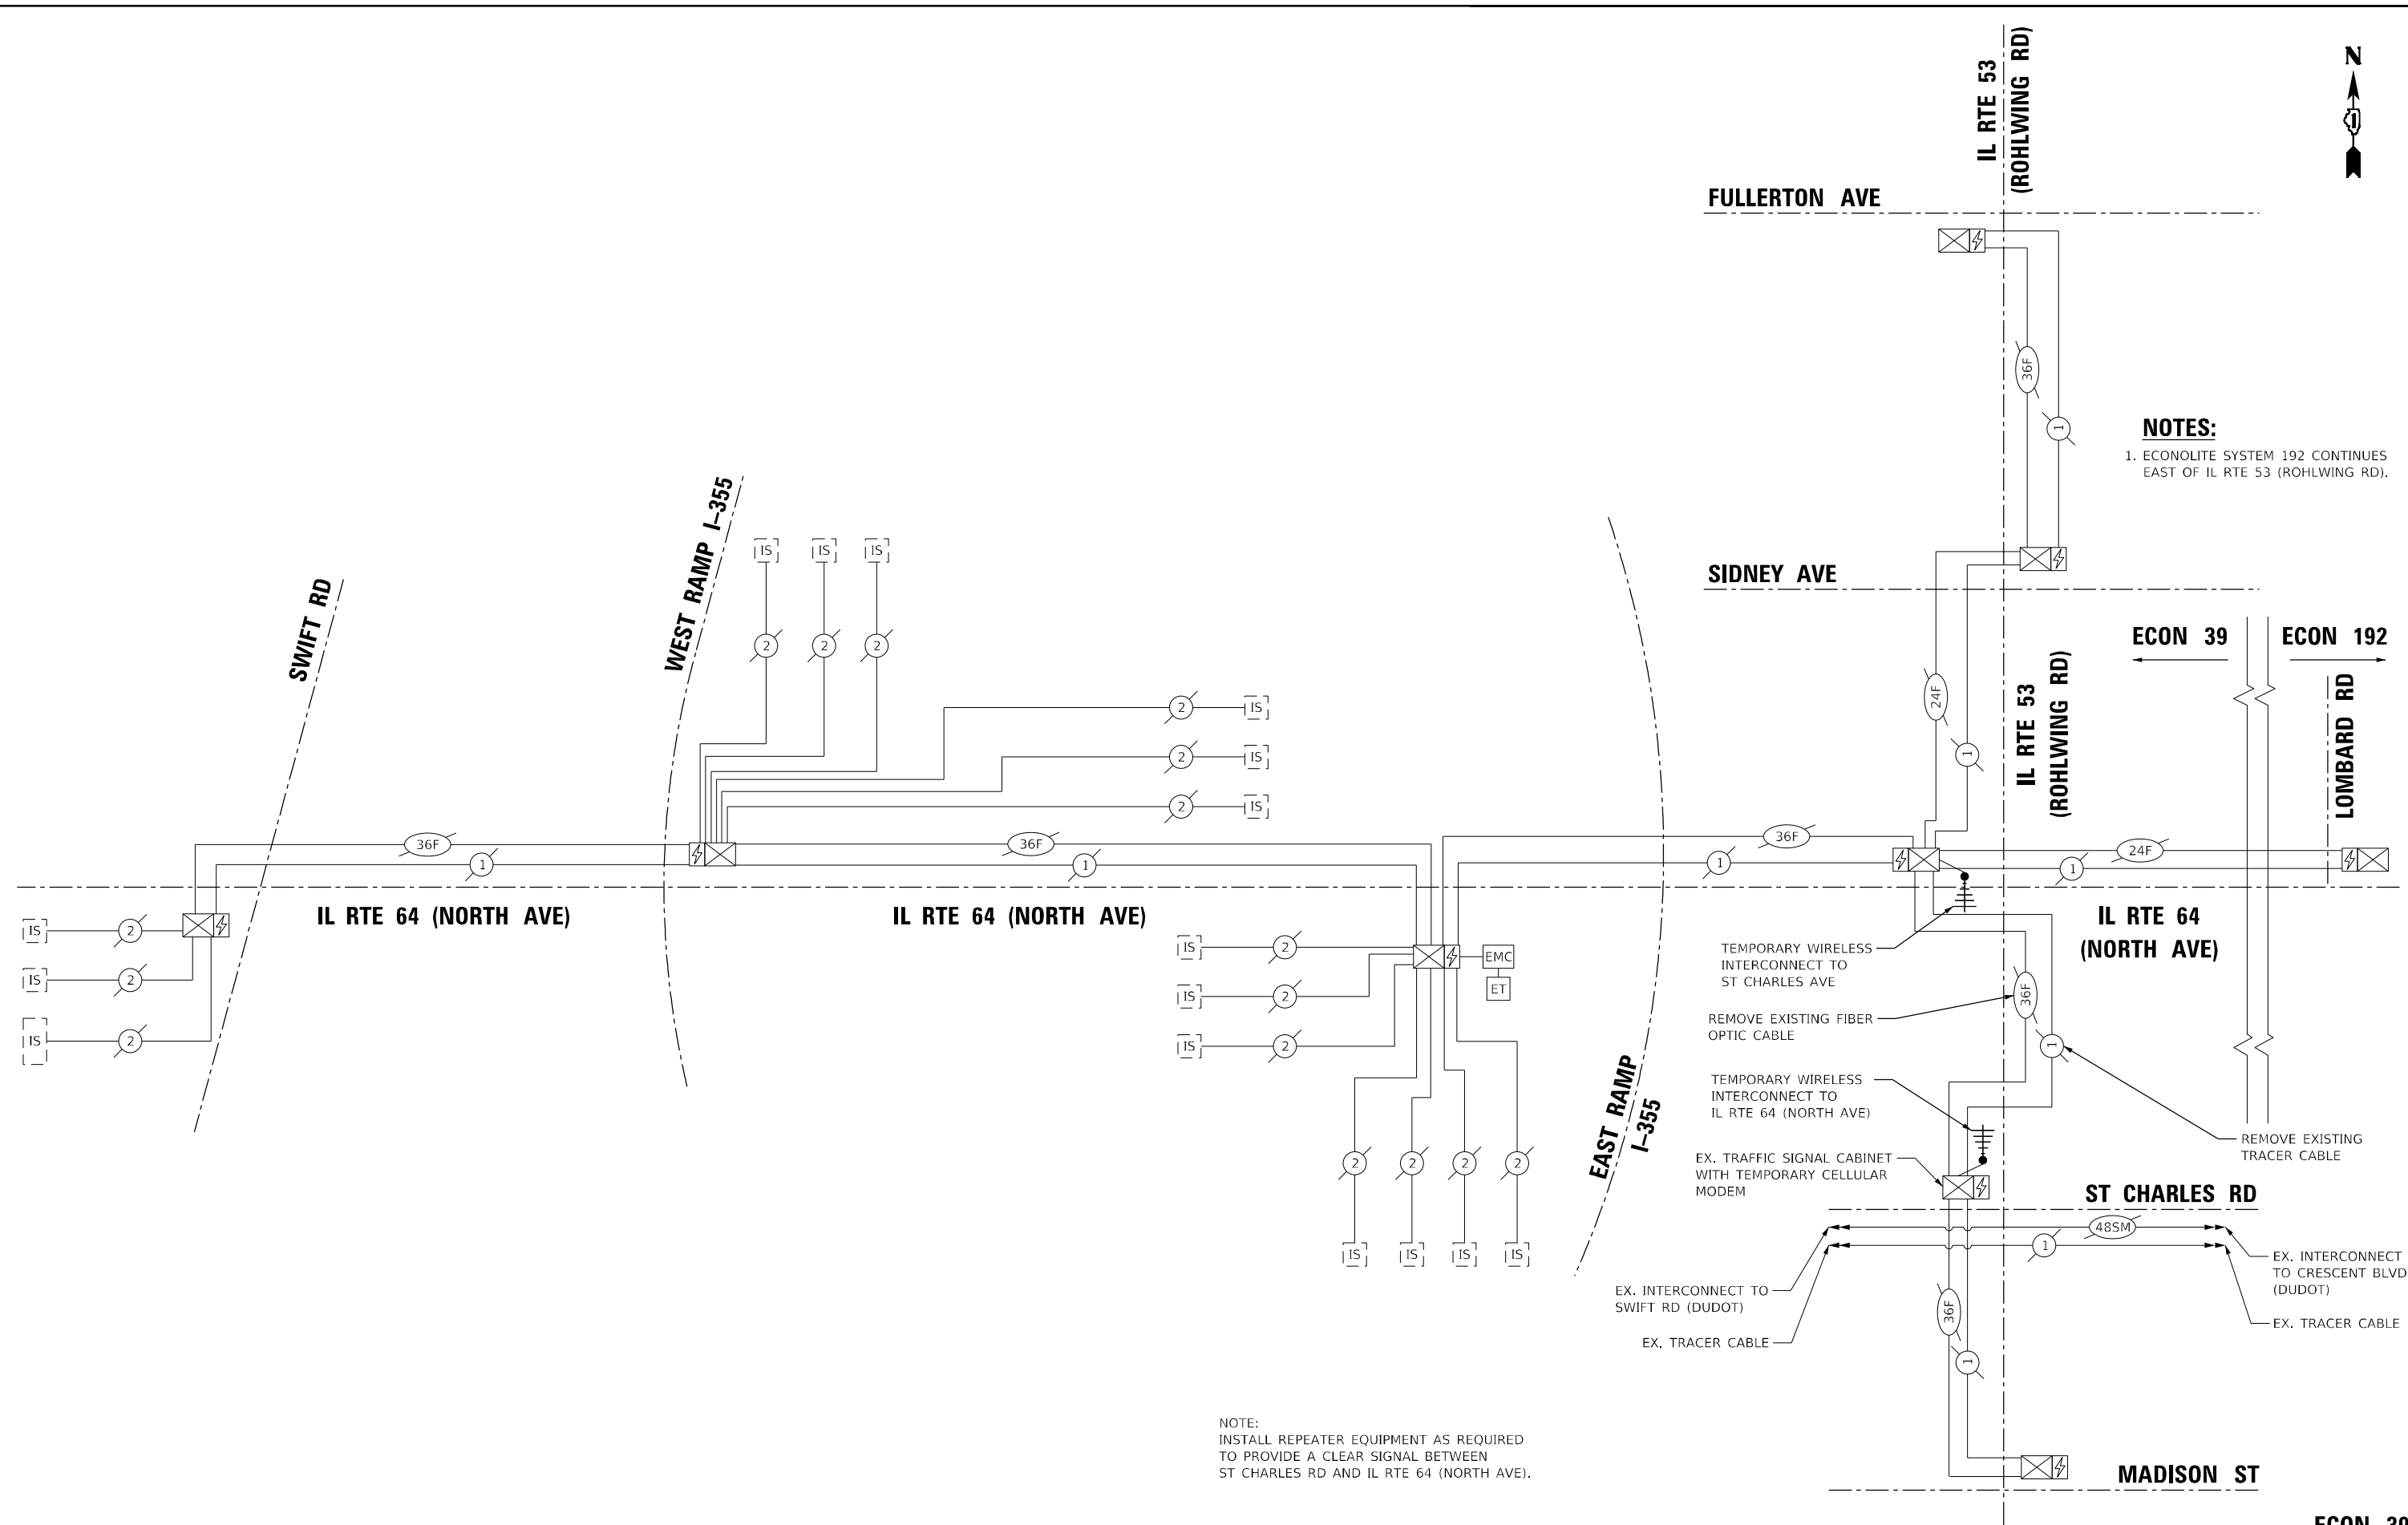 N
1
IL RTE 53
(ROHLWING RD)
FULLERTON AVE
36F
1
NOTES:
1. ECONOLITE SYSTEM 192 CONTINUES
EAST OF IL RTE 53 (ROHLWING RD).
SIDNEY AVE
ECON 39
ECON 192
SWIFT RD
WEST RAMP I-355
IS
IS
IS
2
2
2
2
IS
2
IS
2
IS
24F
1
IL RTE 53
(ROHLWING RD)
LOMBARD RD
36F
1
36F
1
36F
1
24F
1
IL RTE 64 (NORTH AVE)
IL RTE 64 (NORTH AVE)
IL RTE 64
(NORTH AVE)
IS
2
IS
2
IS
2
IS
2
IS
2
IS
2
EMC
ET
2
2
2
2
IS
IS
IS
IS
EAST RAMP
I-355
TEMPORARY WIRELESS
INTERCONNECT TO
ST CHARLES AVE
36F
REMOVE EXISTING FIBER
OPTIC CABLE
1
TEMPORARY WIRELESS
INTERCONNECT TO
IL RTE 64 (NORTH AVE)
REMOVE EXISTING
TRACER CABLE
EX. TRAFFIC SIGNAL CABINET
WITH TEMPORARY CELLULAR
MODEM
ST CHARLES RD
48SM
1
EX. INTERCONNECT TO
SWIFT RD (DUDOT)
EX. TRACER CABLE
EX. INTERCONNECT
TO CRESCENT BLVD
(DUDOT)
EX. TRACER CABLE
36F
1
NOTE:
INSTALL REPEATER EQUIPMENT AS REQUIRED
TO PROVIDE A CLEAR SIGNAL BETWEEN
ST CHARLES RD AND IL RTE 64 (NORTH AVE).
MADISON ST
ECON 39